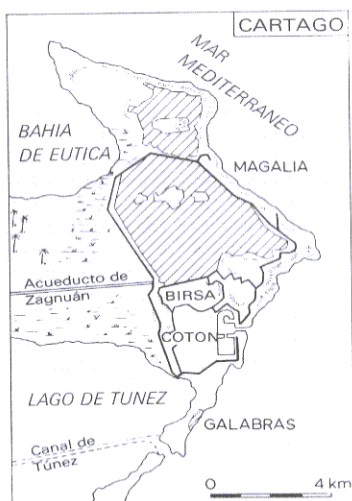 CARTAGO
MAR
MEDITERRANEO
BAHIA
DE EUTICA
MAGALIA
Acueducto de
Zagnuán
BIRSA
COTON
LAGO DE TUNEZ
GALABRAS
Canal de
Túnez
0 4 km